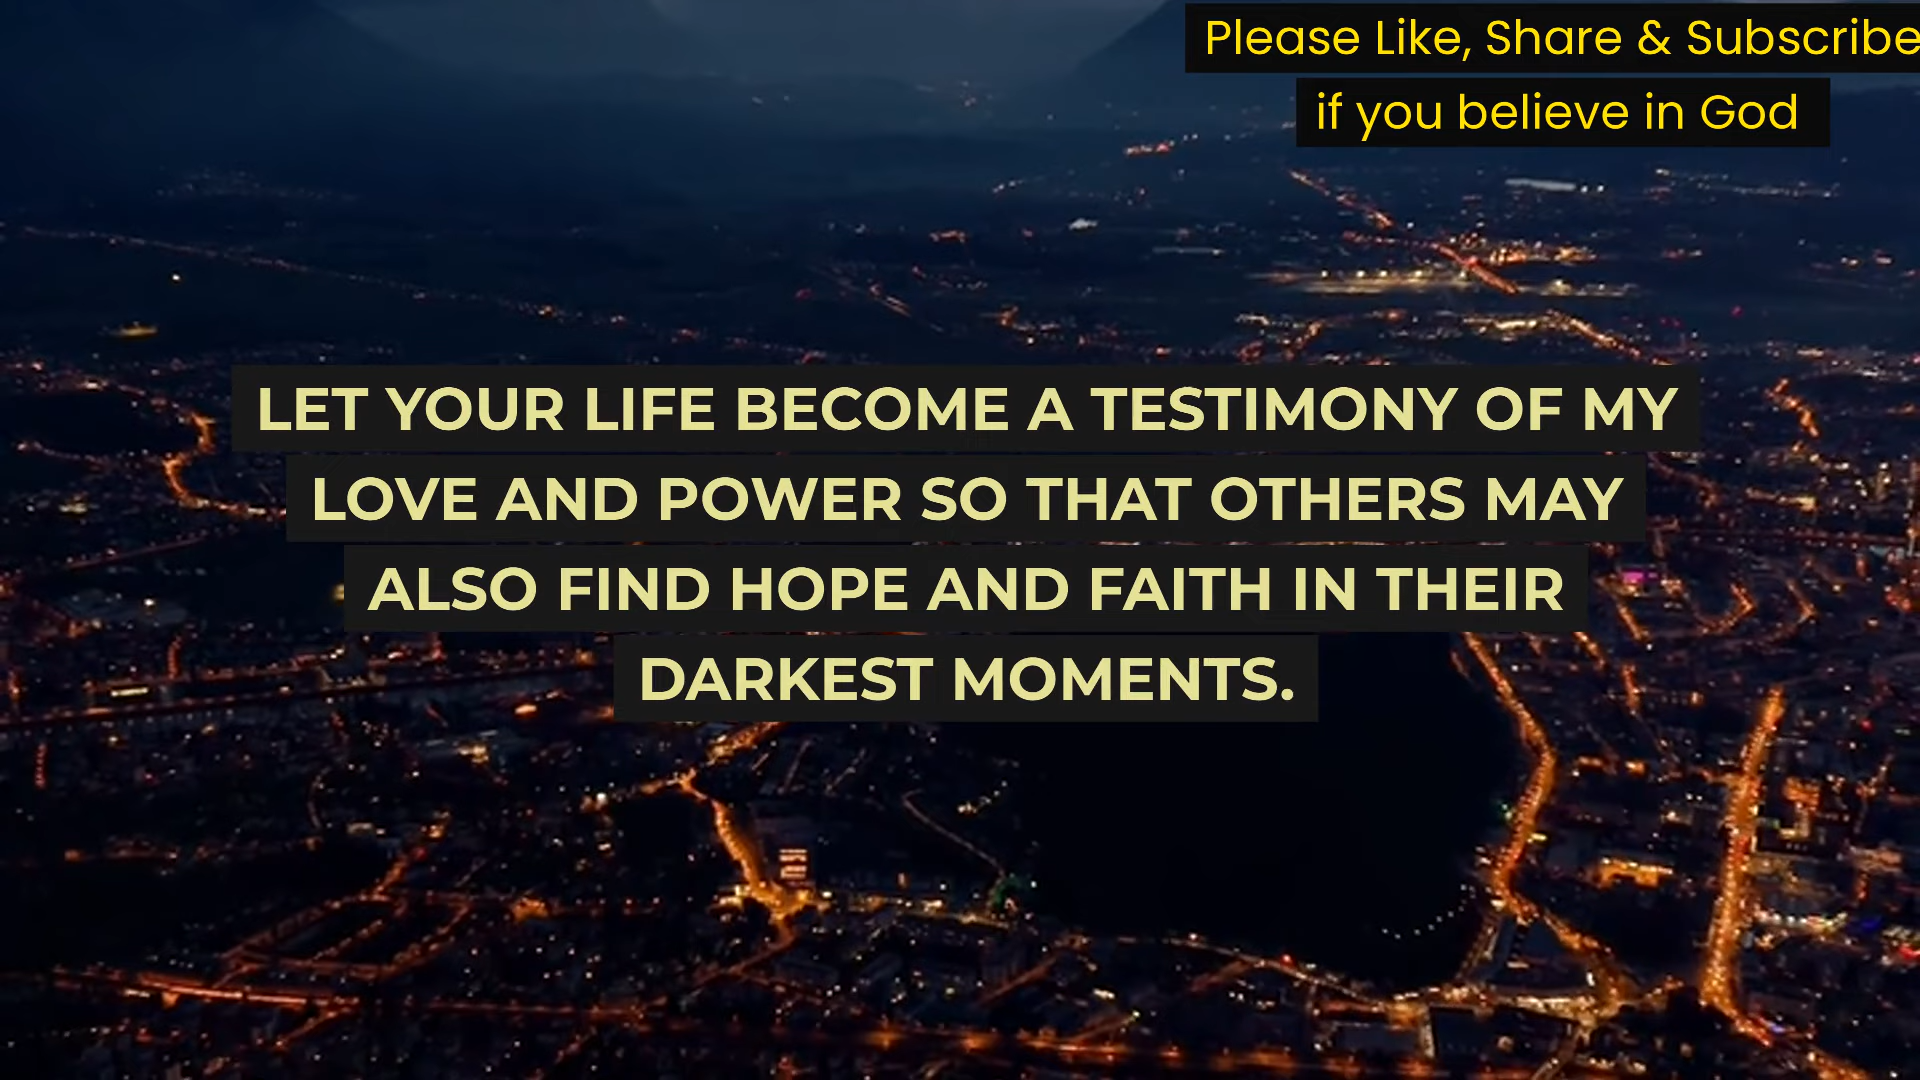 Please Like, Share & Subscribe
if you believe in God
LET YOUR LIFE BECOME A TESTIMONY OF MY
LOVE AND POWER SO THAT OTHERS MAY
ALSO FIND HOPE AND FAITH IN THEIR
DARKEST MOMENTS.